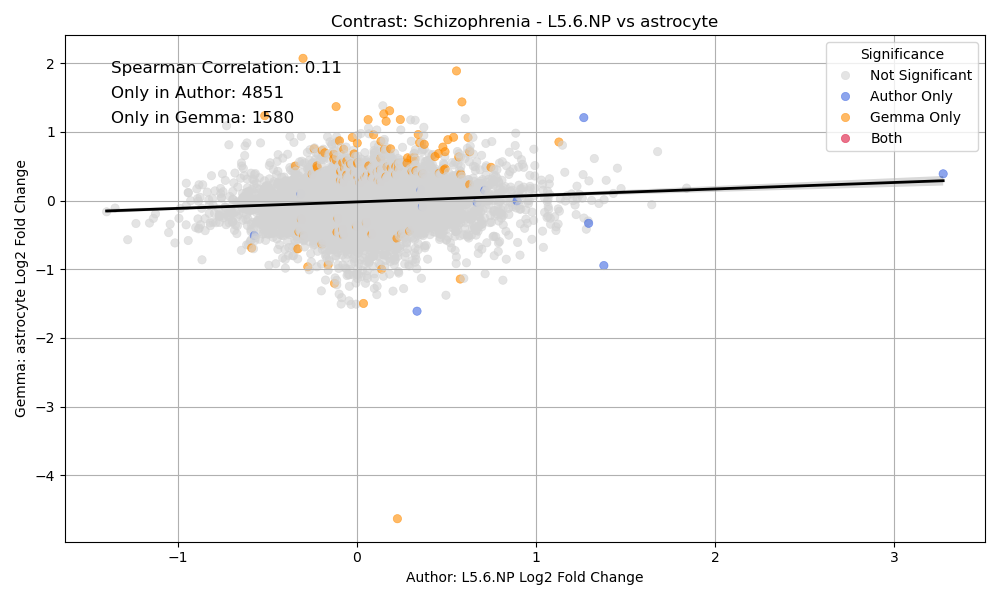 Contrast: Schizophrenia - L5.6.NP vs astrocyte
Spearman Correlation: 0.11
Only in Author: 4851
Only in Gemma: 1580
Significance
Not Significant
Author Only
Gemma Only
Both
2
1
0
−1
−2
−3
−4
Gemma: astrocyte Log2 Fold Change
−1
0
1
2
3
Author: L5.6.NP Log2 Fold Change